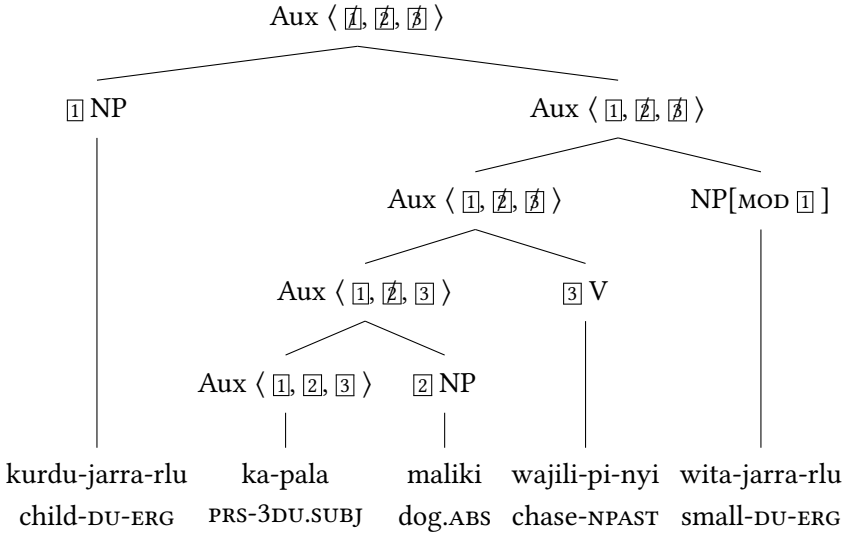 Aux ⟨ 1̸, 2̸, 3̸ ⟩
1 NP Aux ⟨ 1, 2̸, 3̸ ⟩
Aux ⟨ 1, 2̸, 3̸ ⟩ NP[MOD 1 ]
Aux ⟨ 1, 2̸, 3 ⟩ 3 V
Aux ⟨ 1, 2, 3 ⟩ 2 NP
kurdu-jarra-rlu ka-pala maliki wajili-pi-nyi wita-jarra-rlu
child-DU-ERG PRS-3DU.SUBJ dog.ABS chase-NPAST small-DU-ERG